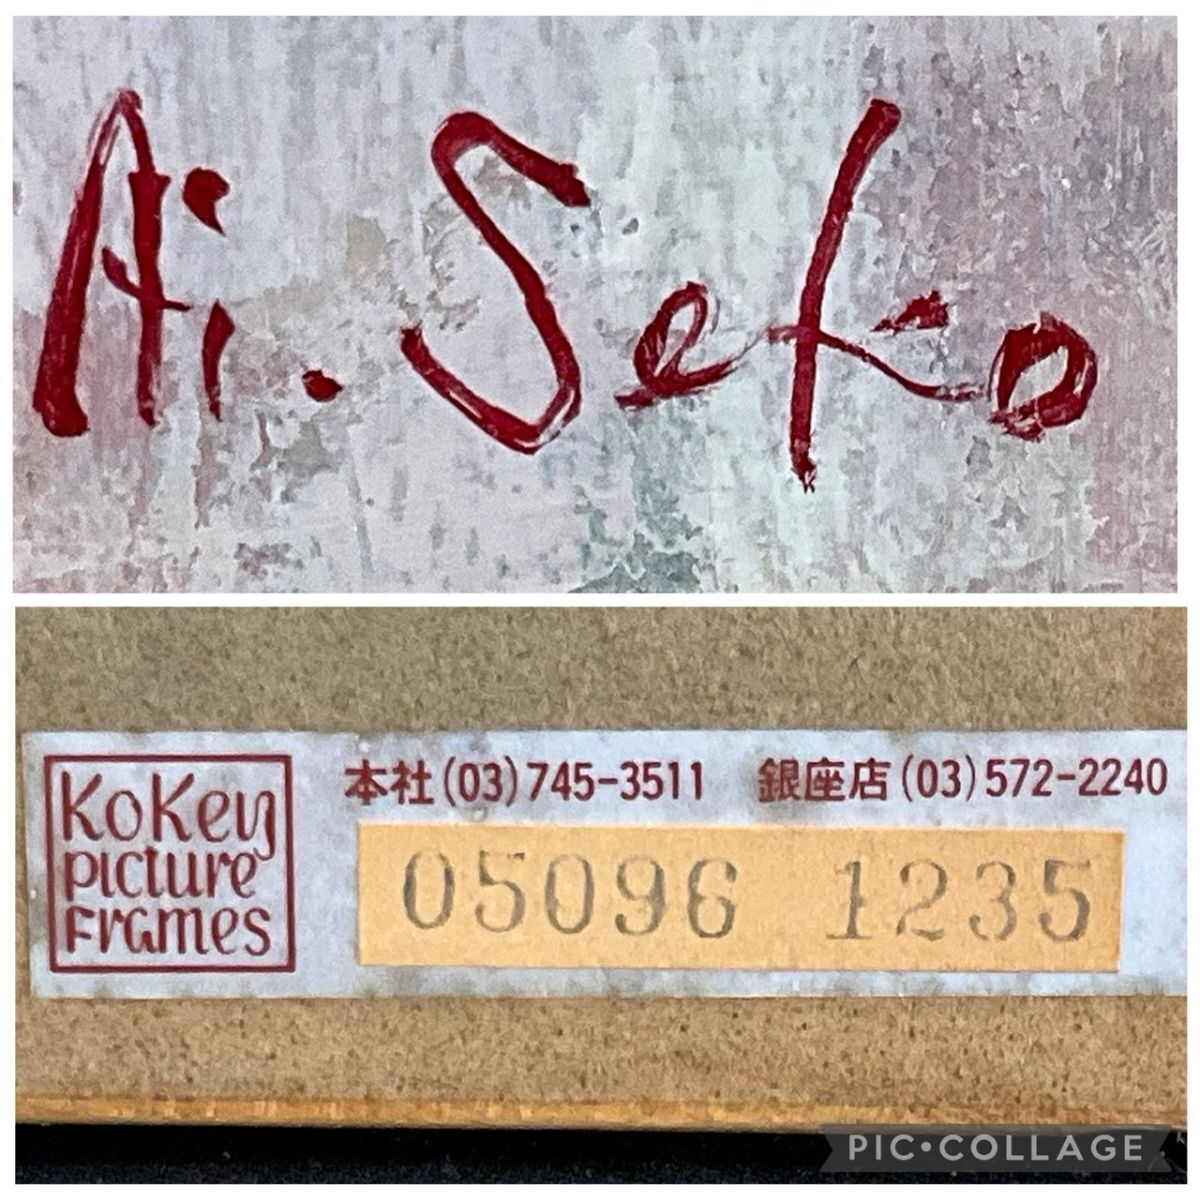 Ai. Seko
KoKey
picture
Frames
本社(03)745-3511 銀座店(03)572-2240
05096 1235
PIC•COLLAGE